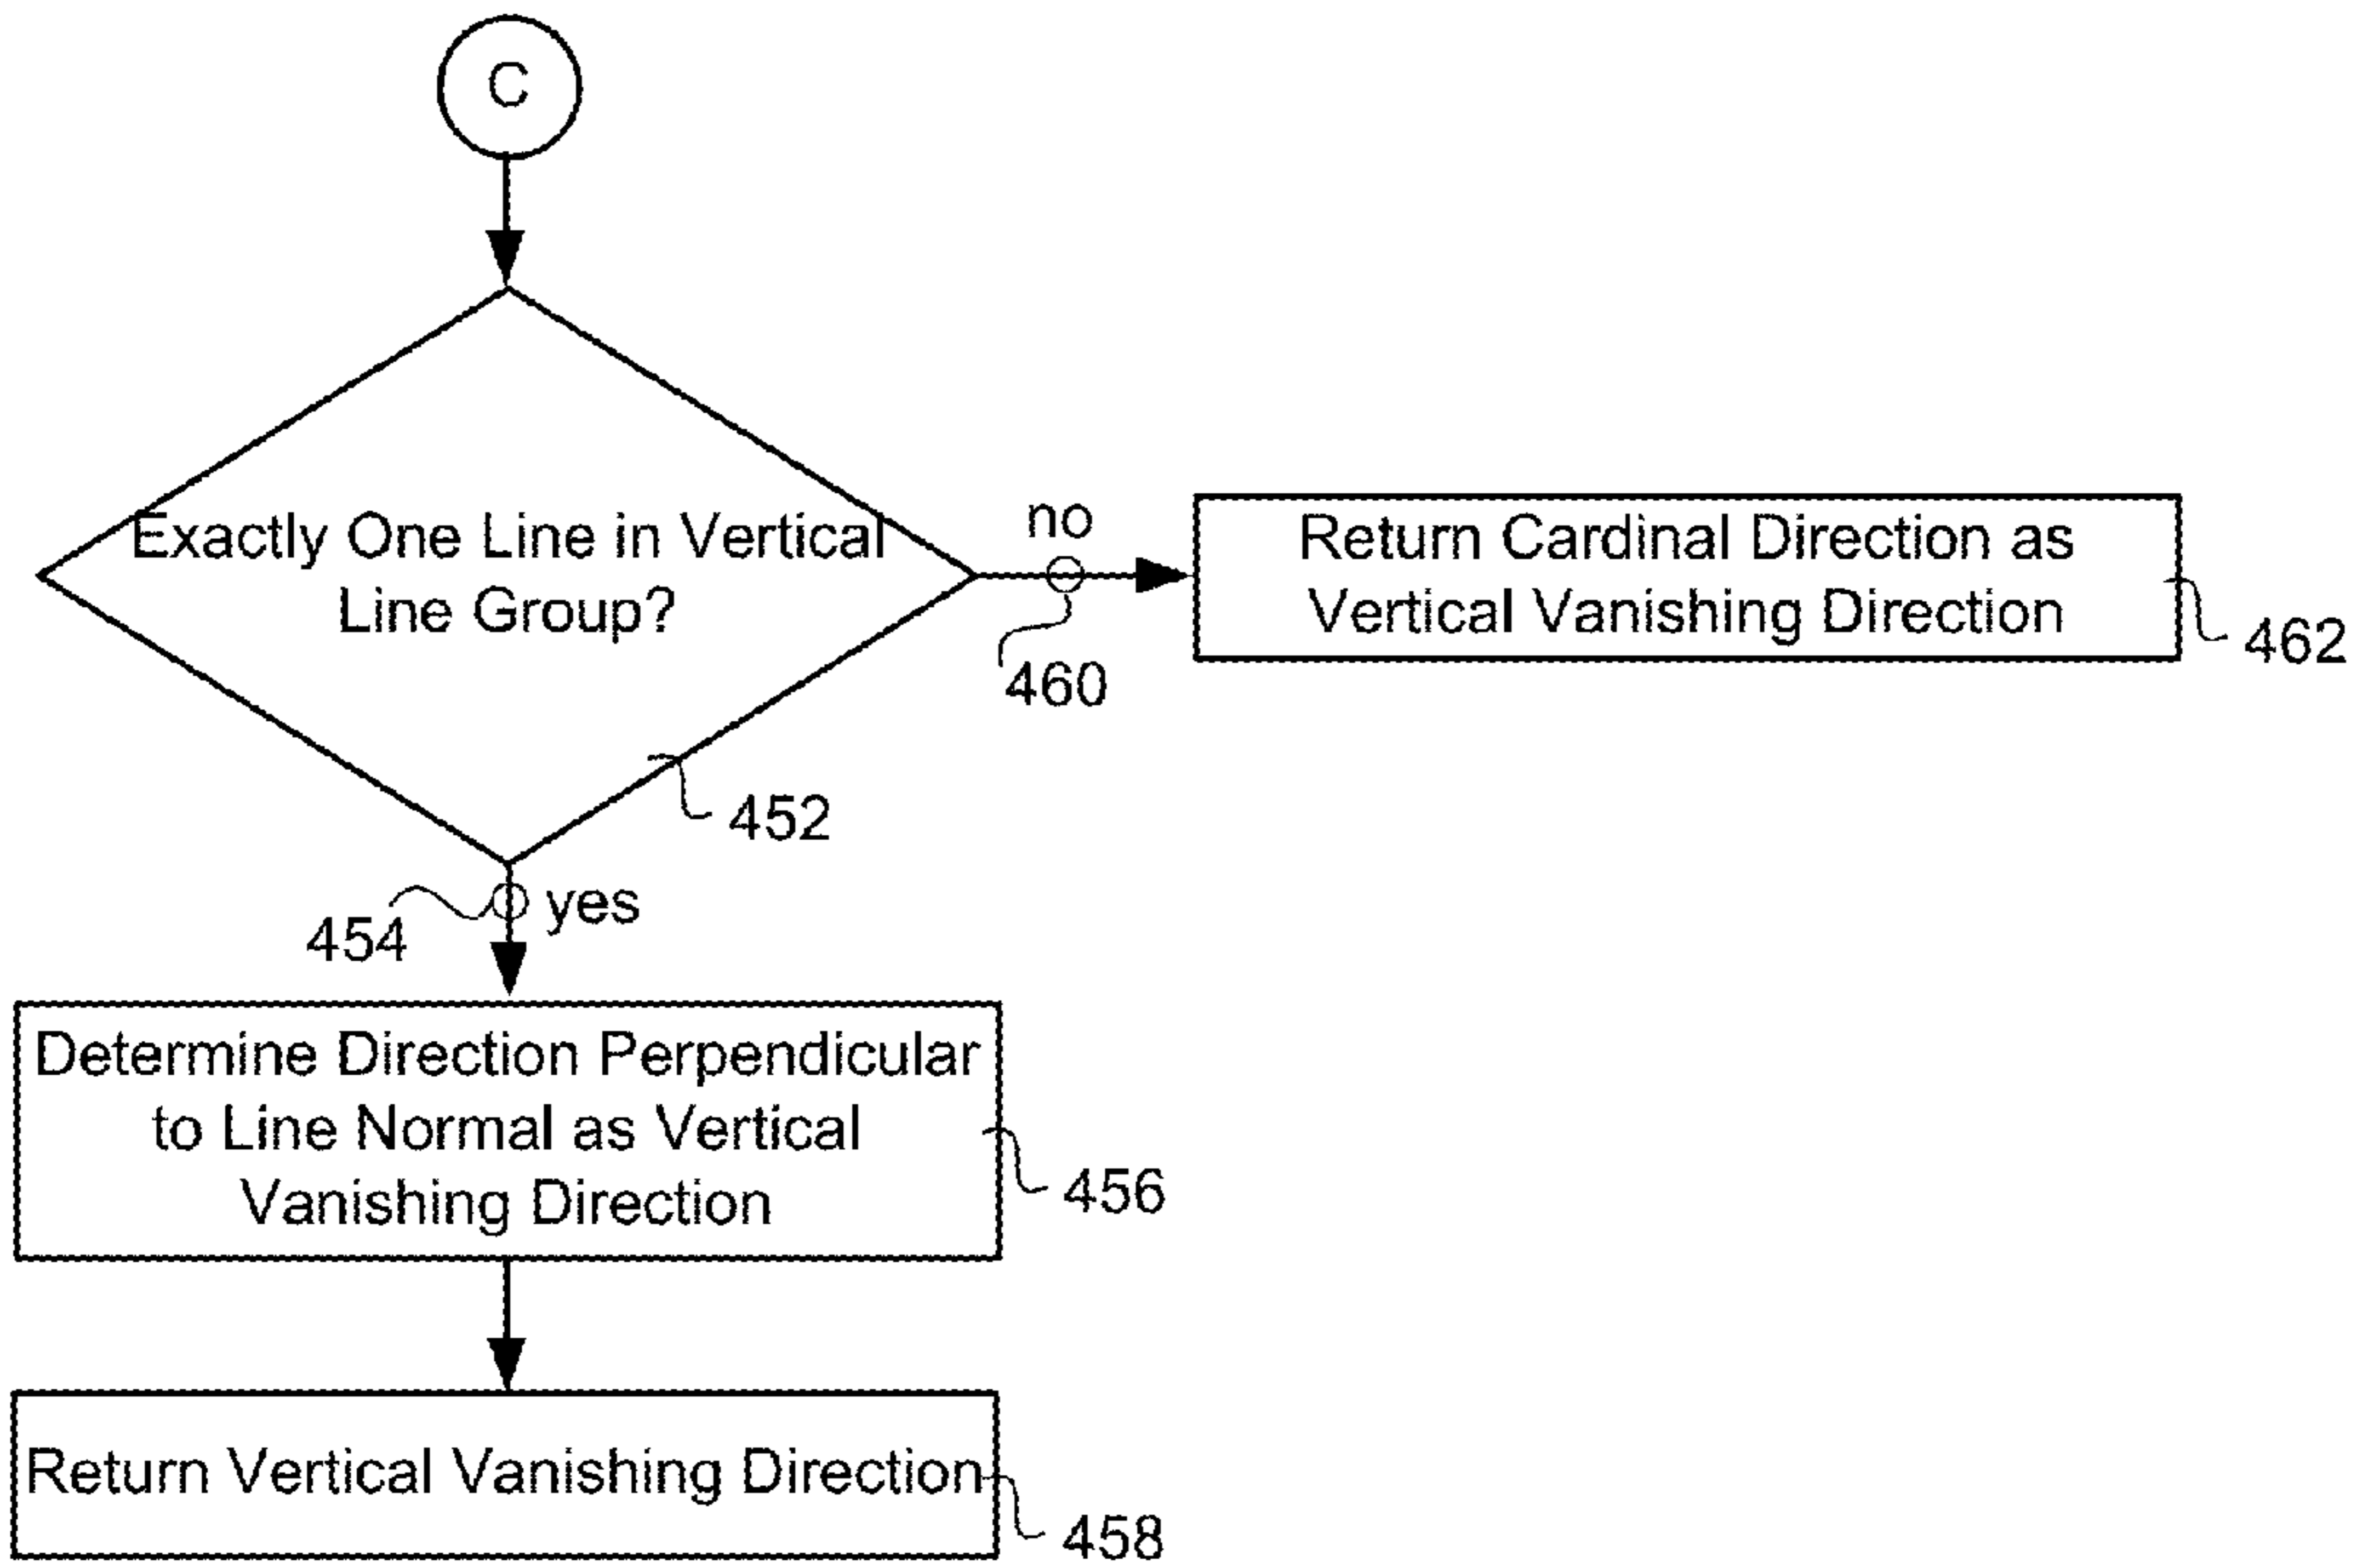 C
Exactly One Line in Vertical
Line Group?
452
no
460
Return Cardinal Direction as
Vertical Vanishing Direction
462
454
yes
Determine Direction Perpendicular
to Line Normal as Vertical
Vanishing Direction
456
Return Vertical Vanishing Direction
458